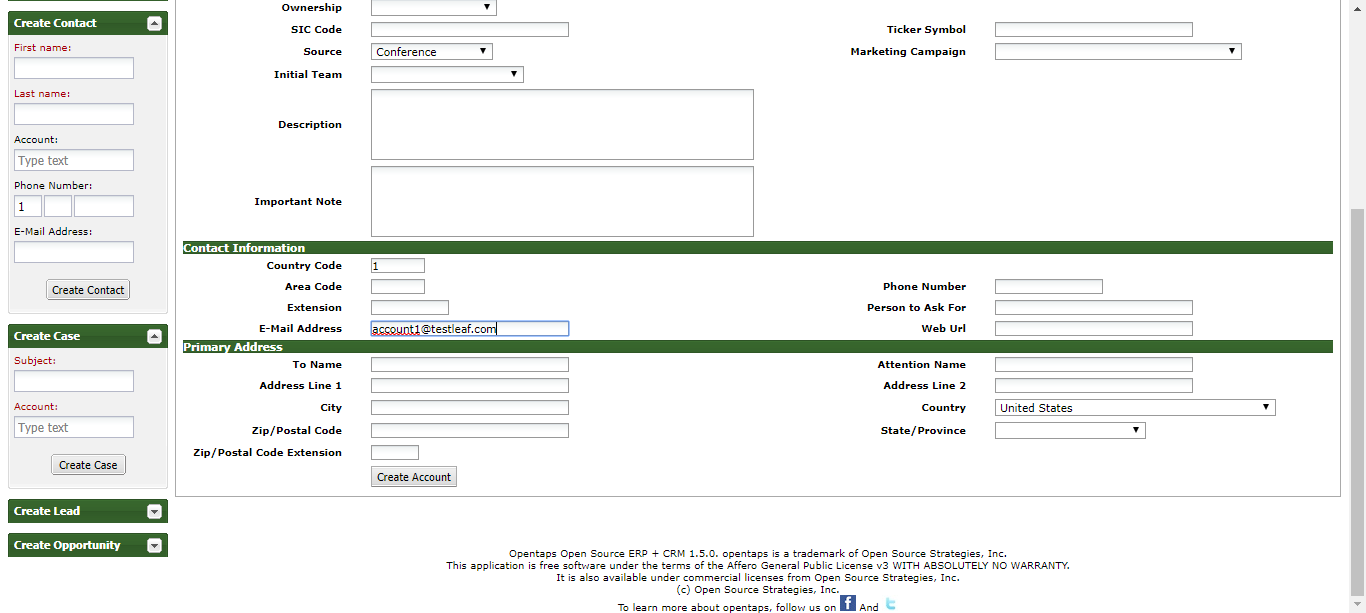 Create Contact
First name:
Last name:
Account:
Type text
Phone Number:
1
E-Mail Address:
Create Contact
Create Case
Subject:
Account:
Type text
Create Case
Create Lead
Create Opportunity
Ownership
SIC Code
Ticker Symbol
Source Conference
Marketing Campaign
Initial Team
Description
Important Note
Contact Information
Country Code 1
Area Code
Phone Number
Extension
Person to Ask For
E-Mail Address account1@testleaf.com
Web Url
Primary Address
To Name
Attention Name
Address Line 1
Address Line 2
City
Country United States
Zip/Postal Code
State/Province
Zip/Postal Code Extension
Create Account
Opentaps Open Source ERP + CRM 1.5.0. opentaps is a trademark of Open Source Strategies, Inc.
This application is free software under the terms of the Affero General Public License v3 WITH ABSOLUTELY NO WARRANTY.
It is also available under commercial licenses from Open Source Strategies, Inc.
(c) Open Source Strategies, Inc.
To learn more about opentaps, follow us on f And t